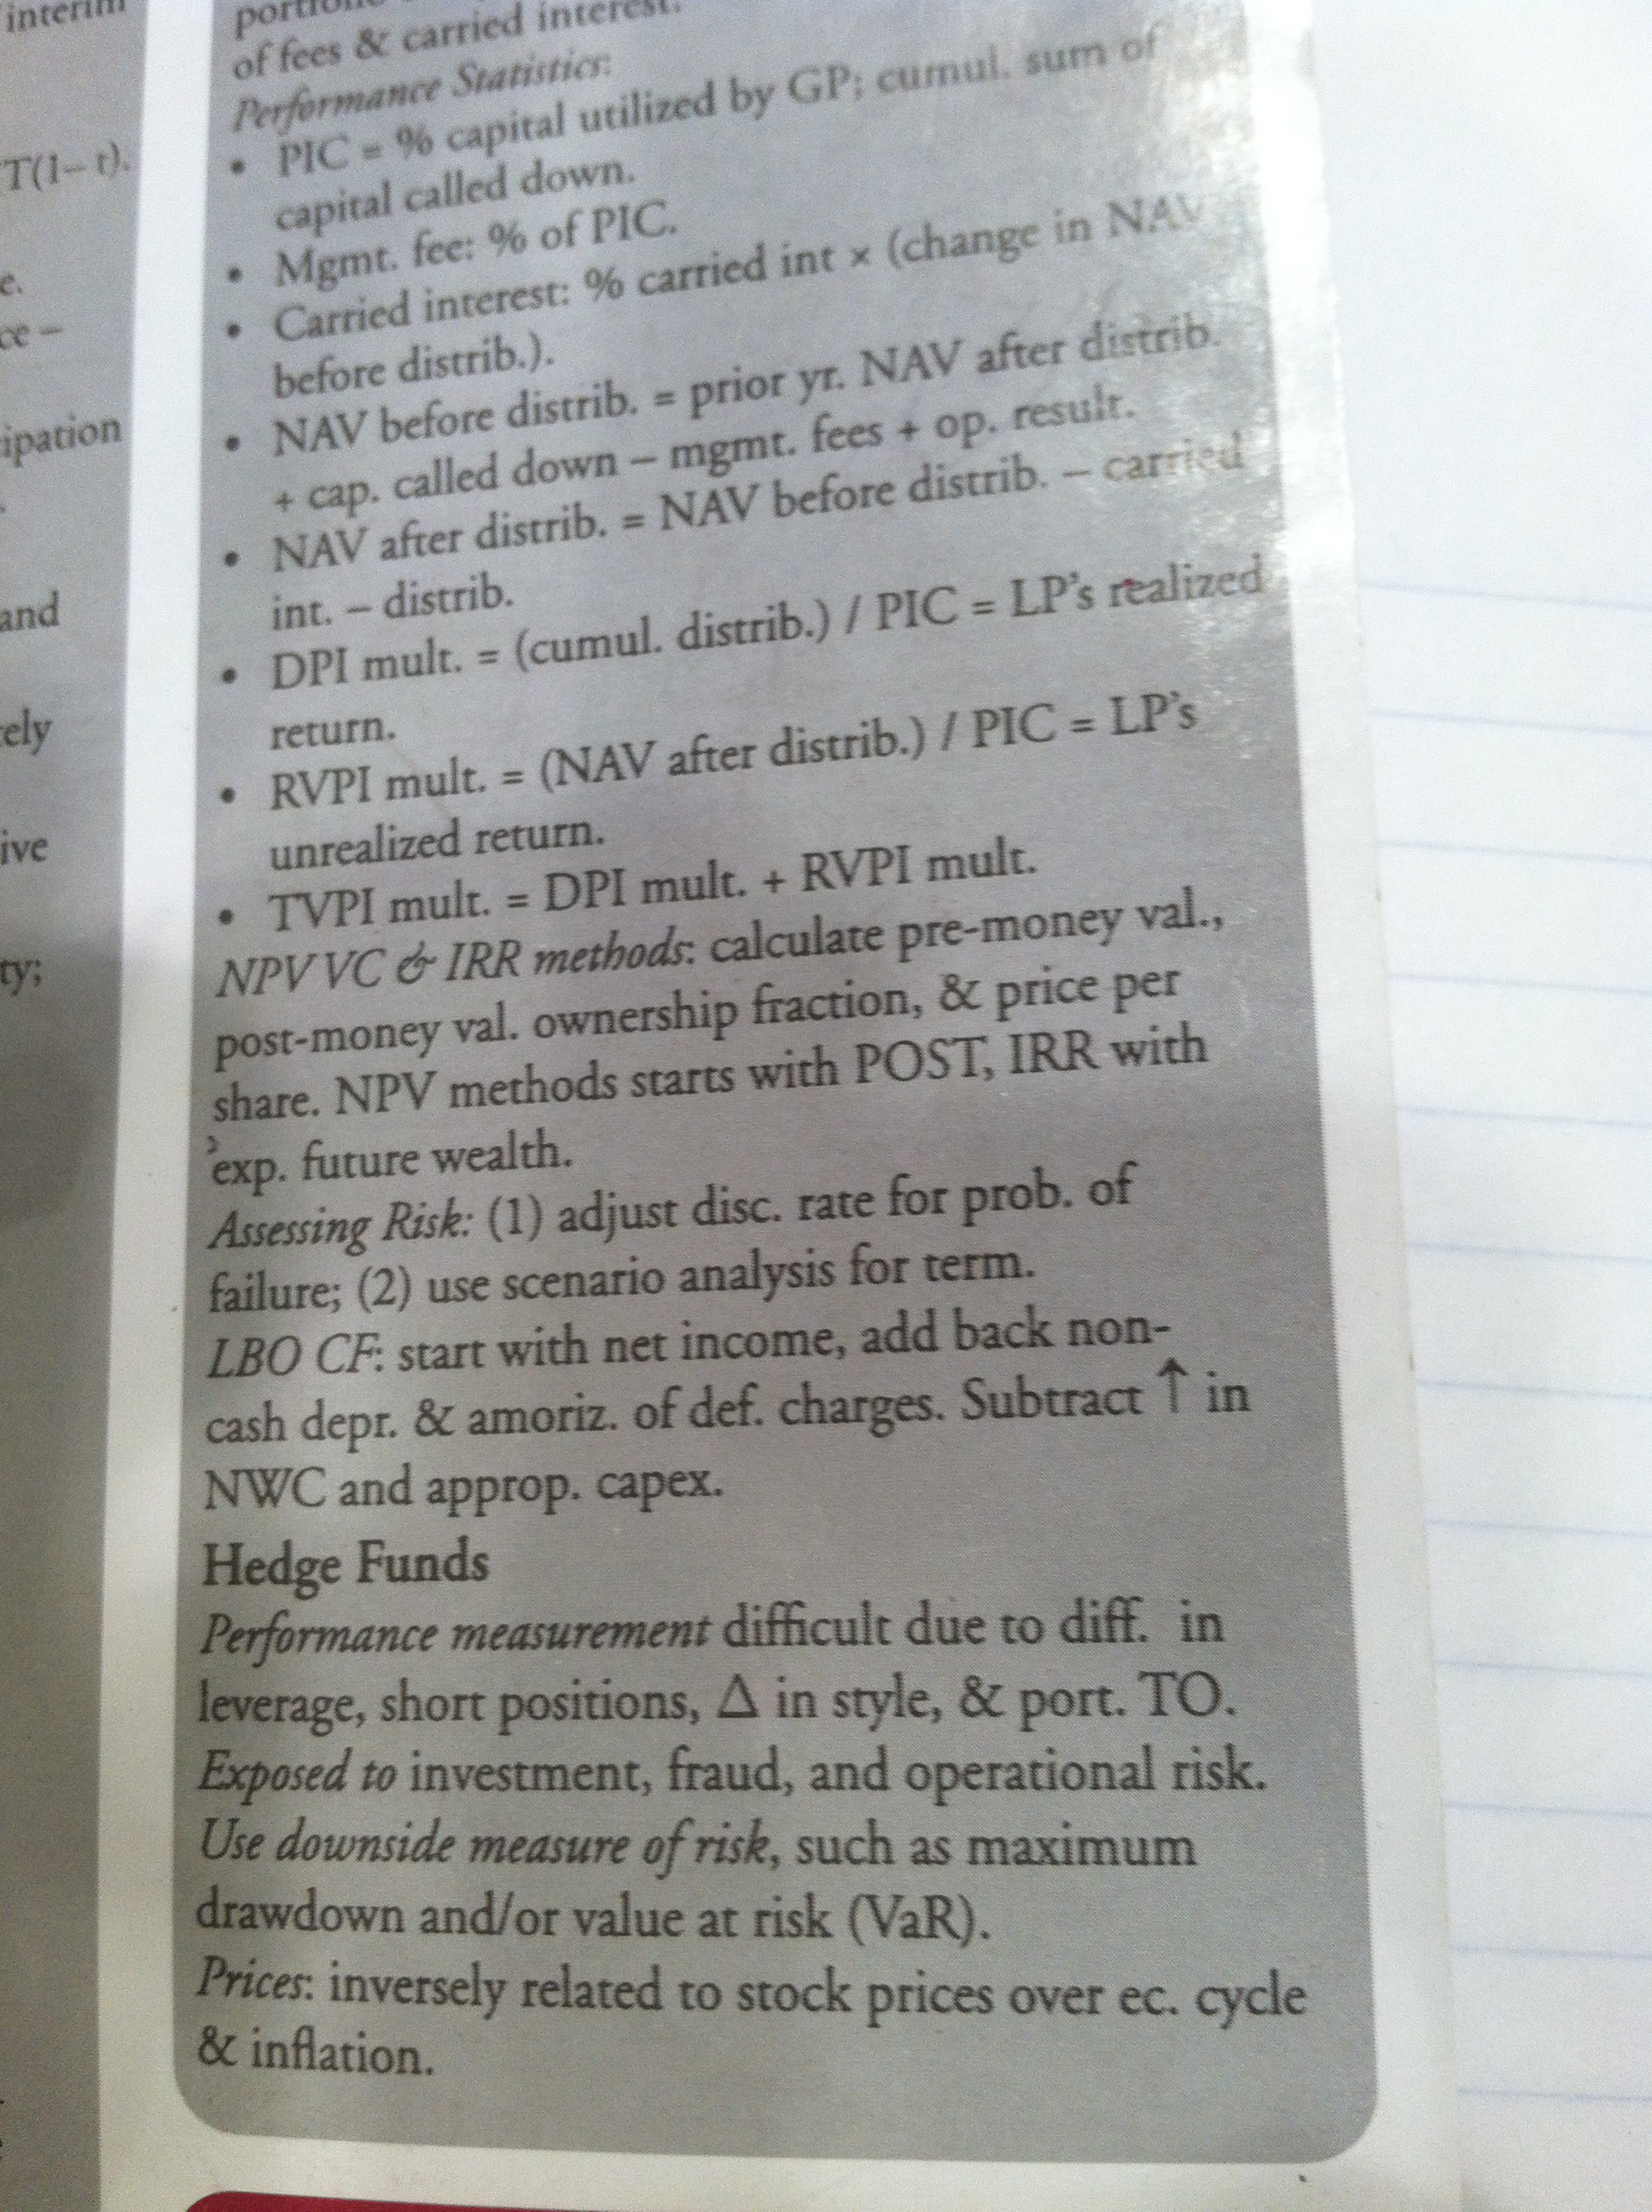 interim
T(1– t).
e.
ce –
ipation
and
ely
ive
ty;
of fees & carried interest.
Performance Statistics:
• PIC = % capital utilized by GP; cumul. sum of
capital called down.
• Mgmt. fee: % of PIC.
• Carried interest: % carried int × (change in NAV
before distrib.).
• NAV before distrib. = prior yr. NAV after distrib.
+ cap. called down – mgmt. fees + op. result.
• NAV after distrib. = NAV before distrib. – carried
int. – distrib.
• DPI mult. = (cumul. distrib.) / PIC = LP's realized
return.
• RVPI mult. = (NAV after distrib.) / PIC = LP's
unrealized return.
• TVPI mult. = DPI mult. + RVPI mult.
NPV VC & IRR methods: calculate pre-money val.,
post-money val. ownership fraction, & price per
share. NPV methods starts with POST, IRR with
exp. future wealth.
Assessing Risk: (1) adjust disc. rate for prob. of
failure; (2) use scenario analysis for term.
LBO CF: start with net income, add back non-
cash depr. & amoriz. of def. charges. Subtract ↑ in
NWC and approp. capex.
Hedge Funds
Performance measurement difficult due to diff. in
leverage, short positions, Δ in style, & port. TO.
Exposed to investment, fraud, and operational risk.
Use downside measure of risk, such as maximum
drawdown and/or value at risk (VaR).
Prices: inversely related to stock prices over ec. cycle
& inflation.